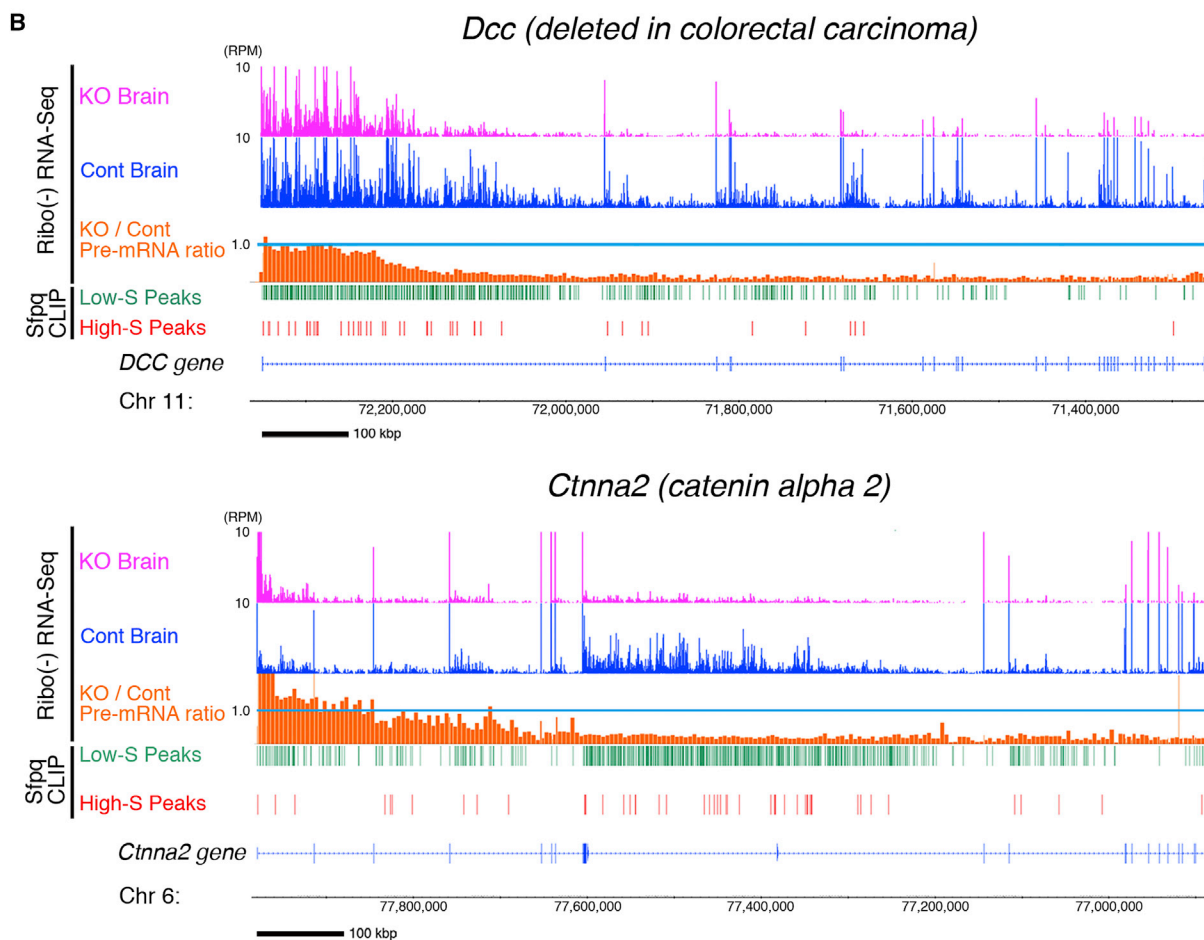 B
Dcc (deleted in colorectal carcinoma)
(RPM)
10
KO Brain
10
Cont Brain
KO / Cont
Pre-mRNA ratio
1.0
Ribo(-) RNA-Seq
Low-S Peaks
High-S Peaks
Sfpq
CLIP
DCC gene
Chr 11:
72,200,000 72,000,000 71,800,000 71,600,000 71,400,000
100 kbp
Ctnna2 (catenin alpha 2)
(RPM)
10
KO Brain
10
Cont Brain
KO / Cont
Pre-mRNA ratio
1.0
Ribo(-) RNA-Seq
Low-S Peaks
High-S Peaks
Sfpq
CLIP
Ctnna2 gene
Chr 6:
77,800,000 77,600,000 77,400,000 77,200,000 77,000,000
100 kbp